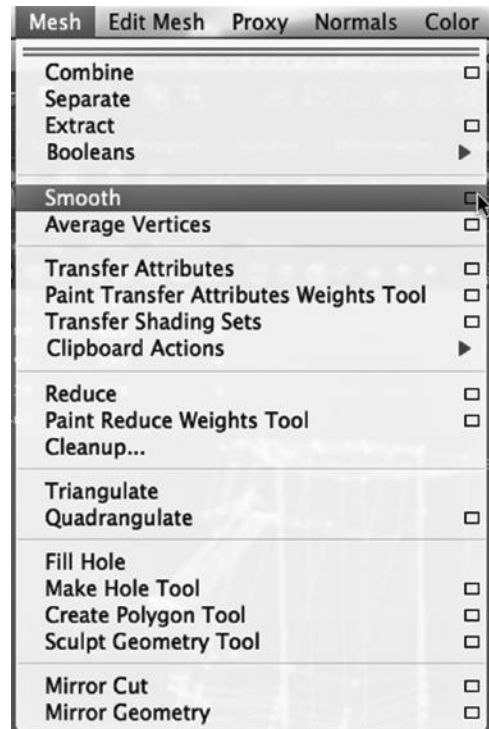 Mesh Edit Mesh Proxy Normals Color
Combine
Separate
Extract
Booleans
Smooth
Average Vertices
Transfer Attributes
Paint Transfer Attributes Weights Tool
Transfer Shading Sets
Clipboard Actions
Reduce
Paint Reduce Weights Tool
Cleanup...
Triangulate
Quadrangulate
Fill Hole
Make Hole Tool
Create Polygon Tool
Sculpt Geometry Tool
Mirror Cut
Mirror Geometry